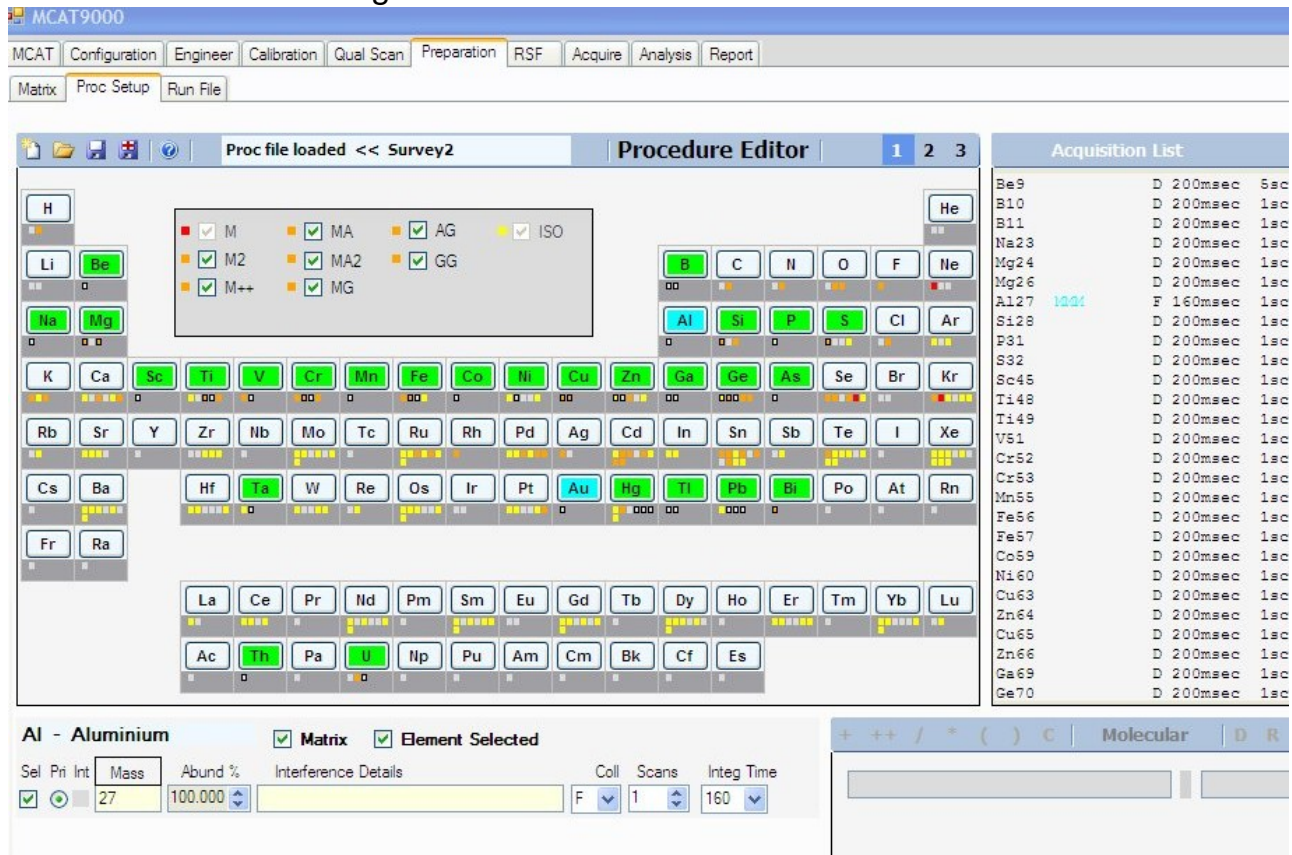 MCAT9000
MCAT Configuration Engineer Calibration Qual Scan Preparation RSF Acquire Analysis Report
Matrix Proc Setup Run File
Proc file loaded << Survey2 Procedure Editor 1 2 3
H He
M MA AG ISO
M2 MA2 GG
M++ MG
Li Be B C N O F Ne
Na Mg Al Si P S Cl Ar
K Ca Sc Ti V Cr Mn Fe Co Ni Cu Zn Ga Ge As Se Br Kr
Rb Sr Y Zr Nb Mo Tc Ru Rh Pd Ag Cd In Sn Sb Te I Xe
Cs Ba Hf Ta W Re Os Ir Pt Au Hg Tl Pb Bi Po At Rn
Fr Ra
La Ce Pr Nd Pm Sm Eu Gd Tb Dy Ho Er Tm Yb Lu
Ac Th Pa U Np Pu Am Cm Bk Cf Es
Acquisition List
Be9 D 200msec 5sc
B10 D 200msec 1sc
B11 D 200msec 1sc
Na23 D 200msec 1sc
Mg24 D 200msec 1sc
Mg26 D 200msec 1sc
Al27 F 160msec 1sc
Si28 D 200msec 1sc
P31 D 200msec 1sc
S32 D 200msec 1sc
Sc45 D 200msec 1sc
Ti48 D 200msec 1sc
Ti49 D 200msec 1sc
V51 D 200msec 1sc
Cr52 D 200msec 1sc
Cr53 D 200msec 1sc
Mn55 D 200msec 1sc
Fe56 D 200msec 1sc
Fe57 D 200msec 1sc
Co59 D 200msec 1sc
Ni60 D 200msec 1sc
Cu63 D 200msec 1sc
Zn64 D 200msec 1sc
Cu65 D 200msec 1sc
Zn66 D 200msec 1sc
Ga69 D 200msec 1sc
Ge70 D 200msec 1sc
Al - Aluminium Matrix Element Selected
Sel Pri Int Mass Abund % Interference Details Coll Scans Integ Time
27 100.000 F 1 160
+ ++ / * ( ) C Molecular D R